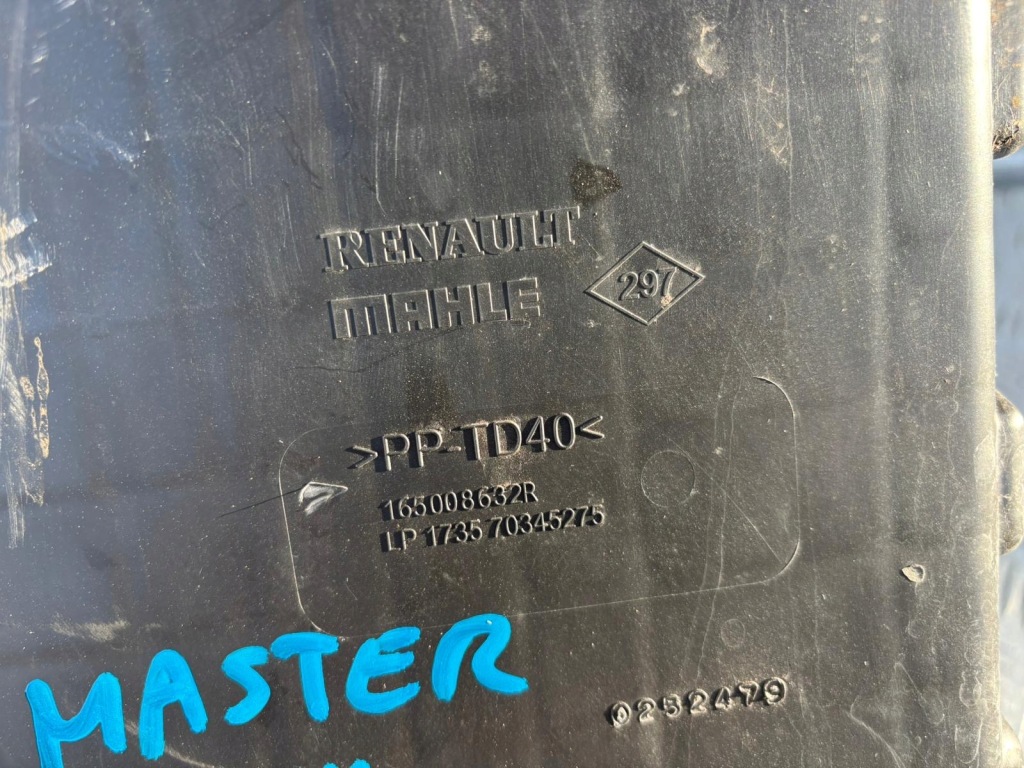 RENAULT
MAHLE
297
>PP-TD40<
165008632R
LP 1735 70345275
MASTER
0252479